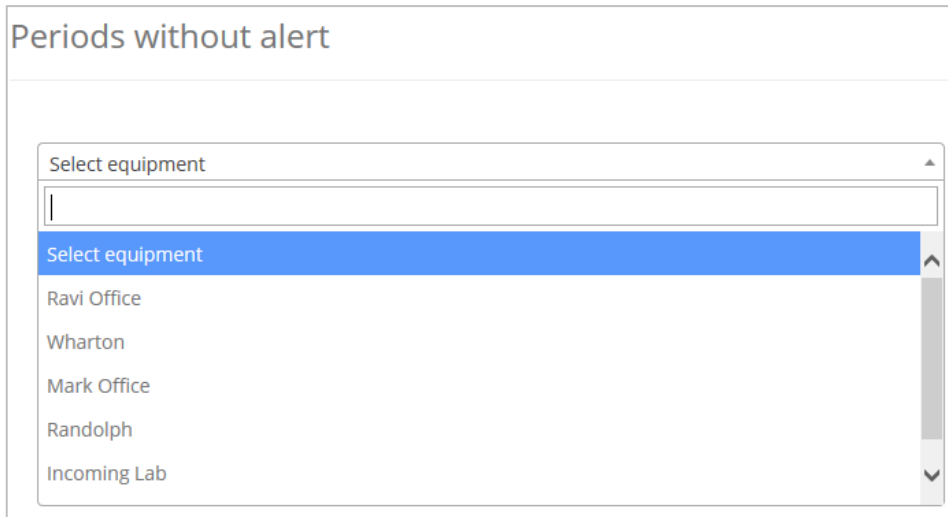 Periods without alert
Select equipment
Select equipment
Ravi Office
Wharton
Mark Office
Randolph
Incoming Lab